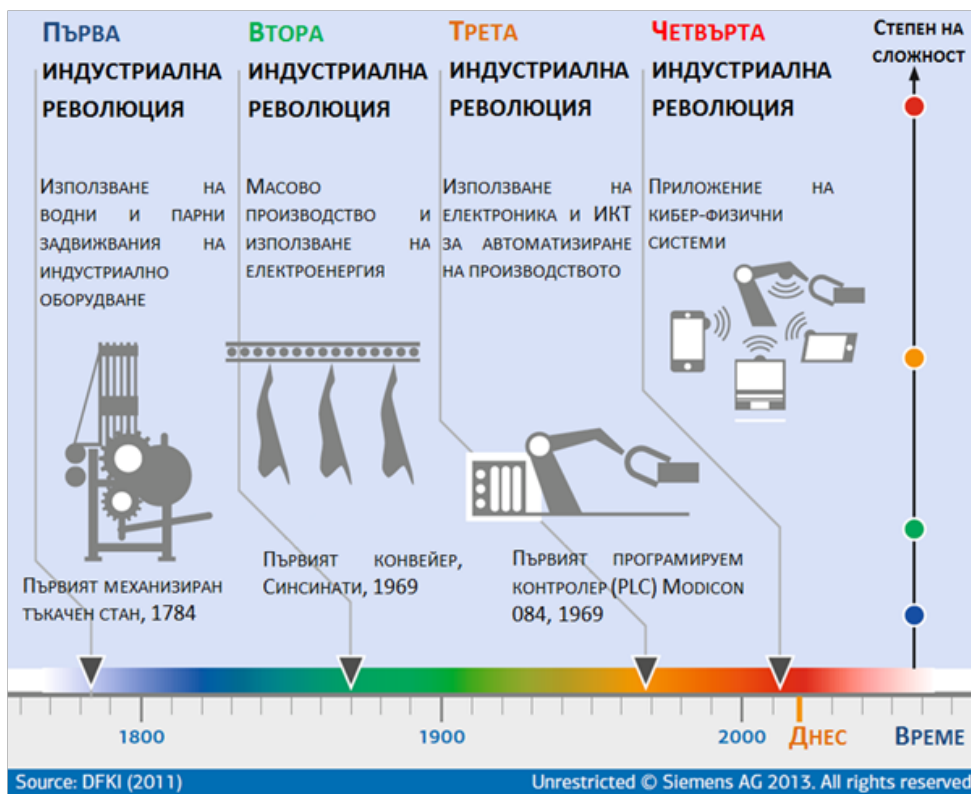 ПЪРВА
ИНДУСТРИАЛНА
РЕВОЛЮЦИЯ
ИЗПОЛЗВАНЕ НА
ВОДНИ И ПАРНИ
ЗАДВИЖВАНИЯ НА
ИНДУСТРИАЛНО
ОБОРУДВАНЕ
ПЪРВИЯТ МЕХАНИЗИРАН
ТЪКАЧЕН СТАН, 1784
ВТОРА
ИНДУСТРИАЛНА
РЕВОЛЮЦИЯ
МАСОВО
ПРОИЗВОДСТВО И
ИЗПОЛЗВАНЕ НА
ЕЛЕКТРОЕНЕРГИЯ
ПЪРВИЯТ КОНВЕЙЕР,
СИНСИНАТИ, 1969
ТРЕТА
ИНДУСТРИАЛНА
РЕВОЛЮЦИЯ
ИЗПОЛЗВАНЕ НА
ЕЛЕКТРОНИКА И ИКТ
ЗА АВТОМАТИЗИРАНЕ
НА ПРОИЗВОДСТВОТО
ПЪРВИЯТ ПРОГРАМИРУЕМ
КОНТРОЛЕР (PLC) MODICON
084, 1969
ЧЕТВЪРТА
ИНДУСТРИАЛНА
РЕВОЛЮЦИЯ
ПРИЛОЖЕНИЕ НА
КИБЕР-ФИЗИЧНИ
СИСТЕМИ
СТЕПЕН НА
СЛОЖНОСТ
1800
1900
2000
ДНЕС
ВРЕМЕ
Source: DFKI (2011)
Unrestricted © Siemens AG 2013. All rights reserved